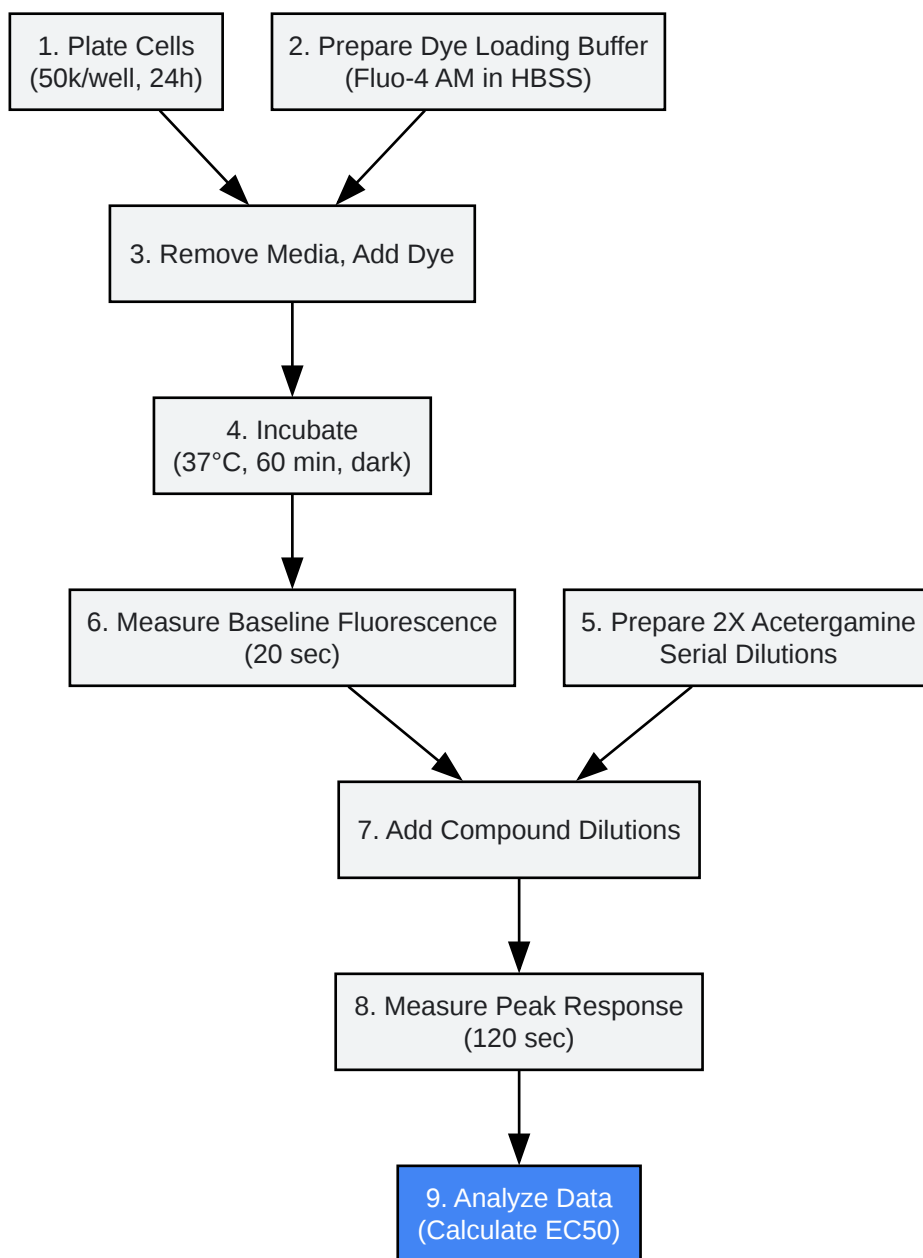 1. Plate Cells
(50k/well, 24h)
2. Prepare Dye Loading Buffer
(Fluo-4 AM in HBSS)
3. Remove Media, Add Dye
4. Incubate
(37°C, 60 min, dark)
6. Measure Baseline Fluorescence
(20 sec)
5. Prepare 2X Acetergamine
Serial Dilutions
7. Add Compound Dilutions
8. Measure Peak Response
(120 sec)
9. Analyze Data
(Calculate EC50)